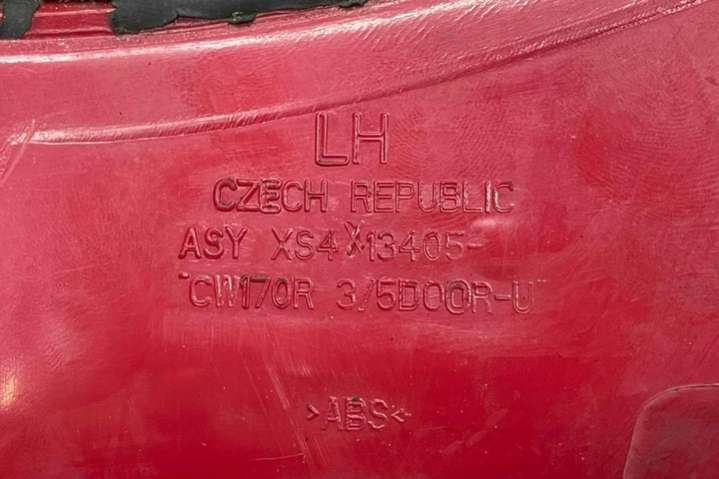 LH
CZECH REPUBLIC
ASY XS4X13405-
"CW170R 3/5DOOR-U"
>ABS<